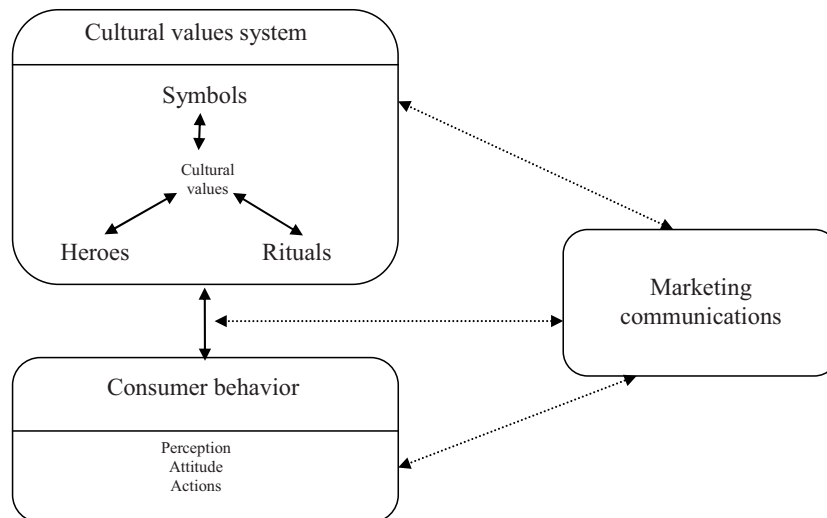 Cultural values system
Symbols
Cultural
values
Heroes
Rituals
Marketing
communications
Consumer behavior
Perception
Attitude
Actions